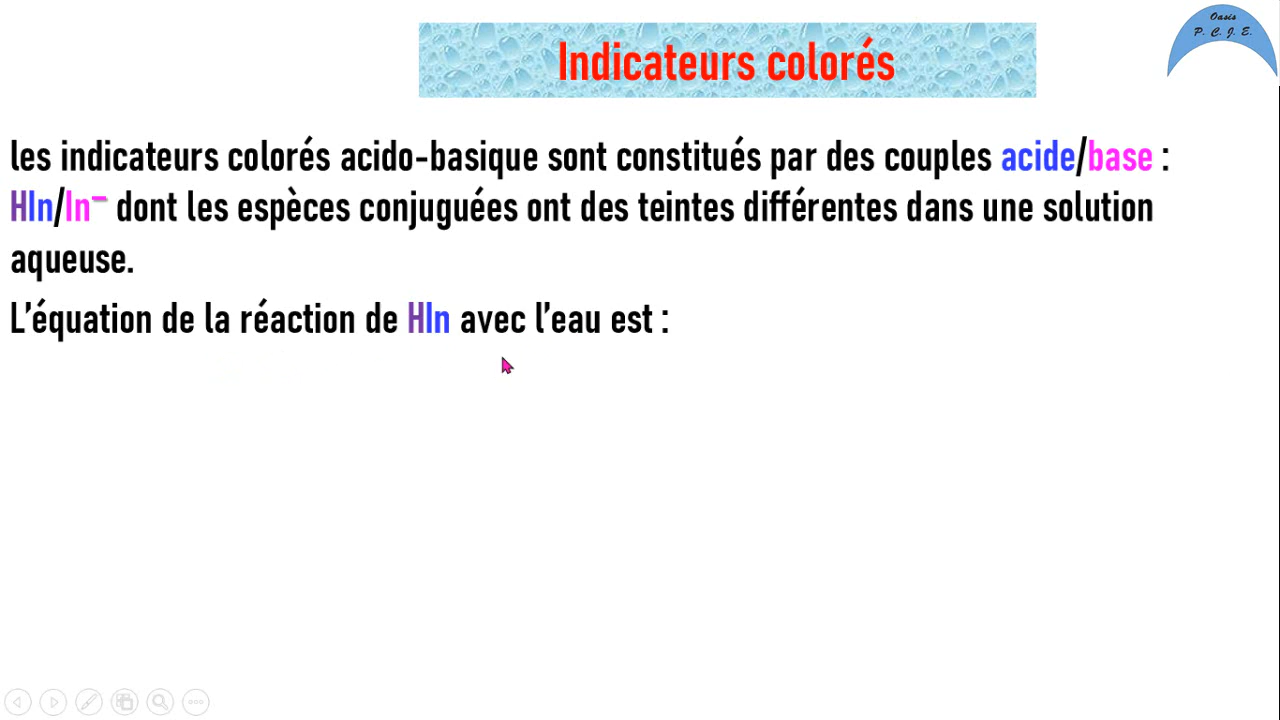 Indicateurs colorés
Oasis
P. C. J. E.
les indicateurs colorés acido-basique sont constitués par des couples acide/base :
HIn/In⁻ dont les espèces conjuguées ont des teintes différentes dans une solution
aqueuse.
L’équation de la réaction de HIn avec l’eau est :